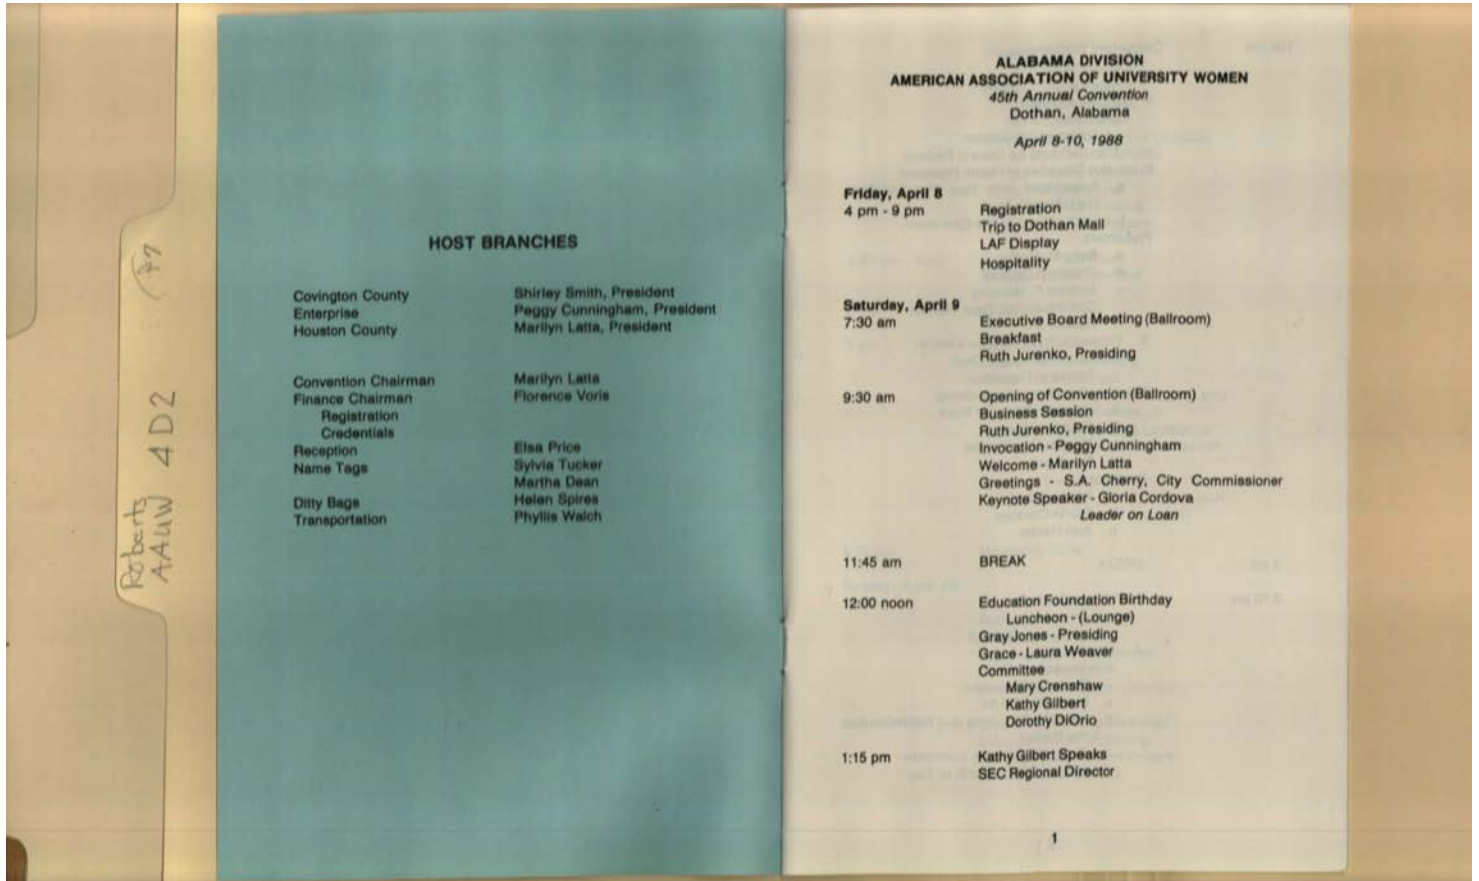 Roberts
AAUW 4D2
HOST BRANCHES
Covington County Shirley Smith, President
Enterprise Peggy Cunningham, President
Houston County Marilyn Latta, President
Convention Chairman Marilyn Latta
Finance Chairman Florence Voris
Registration
Credentials
Reception Elsa Price
Name Tags Sylvia Tucker
Martha Dean
Ditty Bags Helen Spires
Transportation Phyllis Walch
ALABAMA DIVISION
AMERICAN ASSOCIATION OF UNIVERSITY WOMEN
45th Annual Convention
Dothan, Alabama
April 8-10, 1988
Friday, April 8
4 pm - 9 pm Registration
Trip to Dothan Mall
LAF Display
Hospitality
Saturday, April 9
7:30 am Executive Board Meeting (Ballroom)
Breakfast
Ruth Jurenko, Presiding
9:30 am Opening of Convention (Ballroom)
Business Session
Ruth Jurenko, Presiding
Invocation - Peggy Cunningham
Welcome - Marilyn Latta
Greetings - S.A. Cherry, City Commissioner
Keynote Speaker - Gloria Cordova
Leader on Loan
11:45 am BREAK
12:00 noon Education Foundation Birthday
Luncheon - (Lounge)
Gray Jones - Presiding
Grace - Laura Weaver
Committee
Mary Crenshaw
Kathy Gilbert
Dorothy DiOrio
1:15 pm Kathy Gilbert Speaks
SEC Regional Director
1